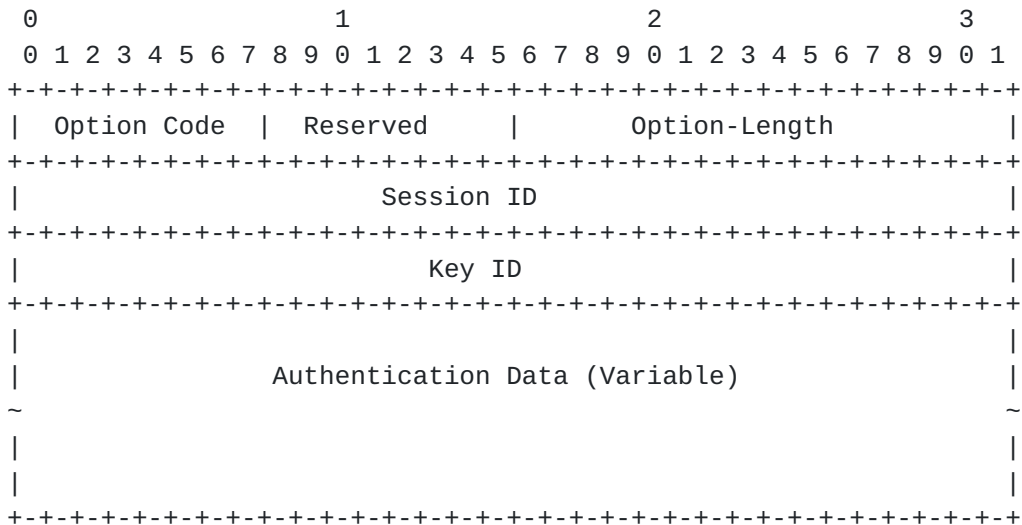 0                   1                   2                   3
 0 1 2 3 4 5 6 7 8 9 0 1 2 3 4 5 6 7 8 9 0 1 2 3 4 5 6 7 8 9 0 1
+-+-+-+-+-+-+-+-+-+-+-+-+-+-+-+-+-+-+-+-+-+-+-+-+-+-+-+-+-+-+-+-+
|  Option Code  |  Reserved     |       Option-Length           |
+-+-+-+-+-+-+-+-+-+-+-+-+-+-+-+-+-+-+-+-+-+-+-+-+-+-+-+-+-+-+-+-+
|                       Session ID                              |
+-+-+-+-+-+-+-+-+-+-+-+-+-+-+-+-+-+-+-+-+-+-+-+-+-+-+-+-+-+-+-+-+
|                          Key ID                               |
+-+-+-+-+-+-+-+-+-+-+-+-+-+-+-+-+-+-+-+-+-+-+-+-+-+-+-+-+-+-+-+-+
|                                                               |
|                Authentication Data (Variable)                 |
~                                                               ~
|                                                               |
|                                                               |
+-+-+-+-+-+-+-+-+-+-+-+-+-+-+-+-+-+-+-+-+-+-+-+-+-+-+-+-+-+-+-+-+